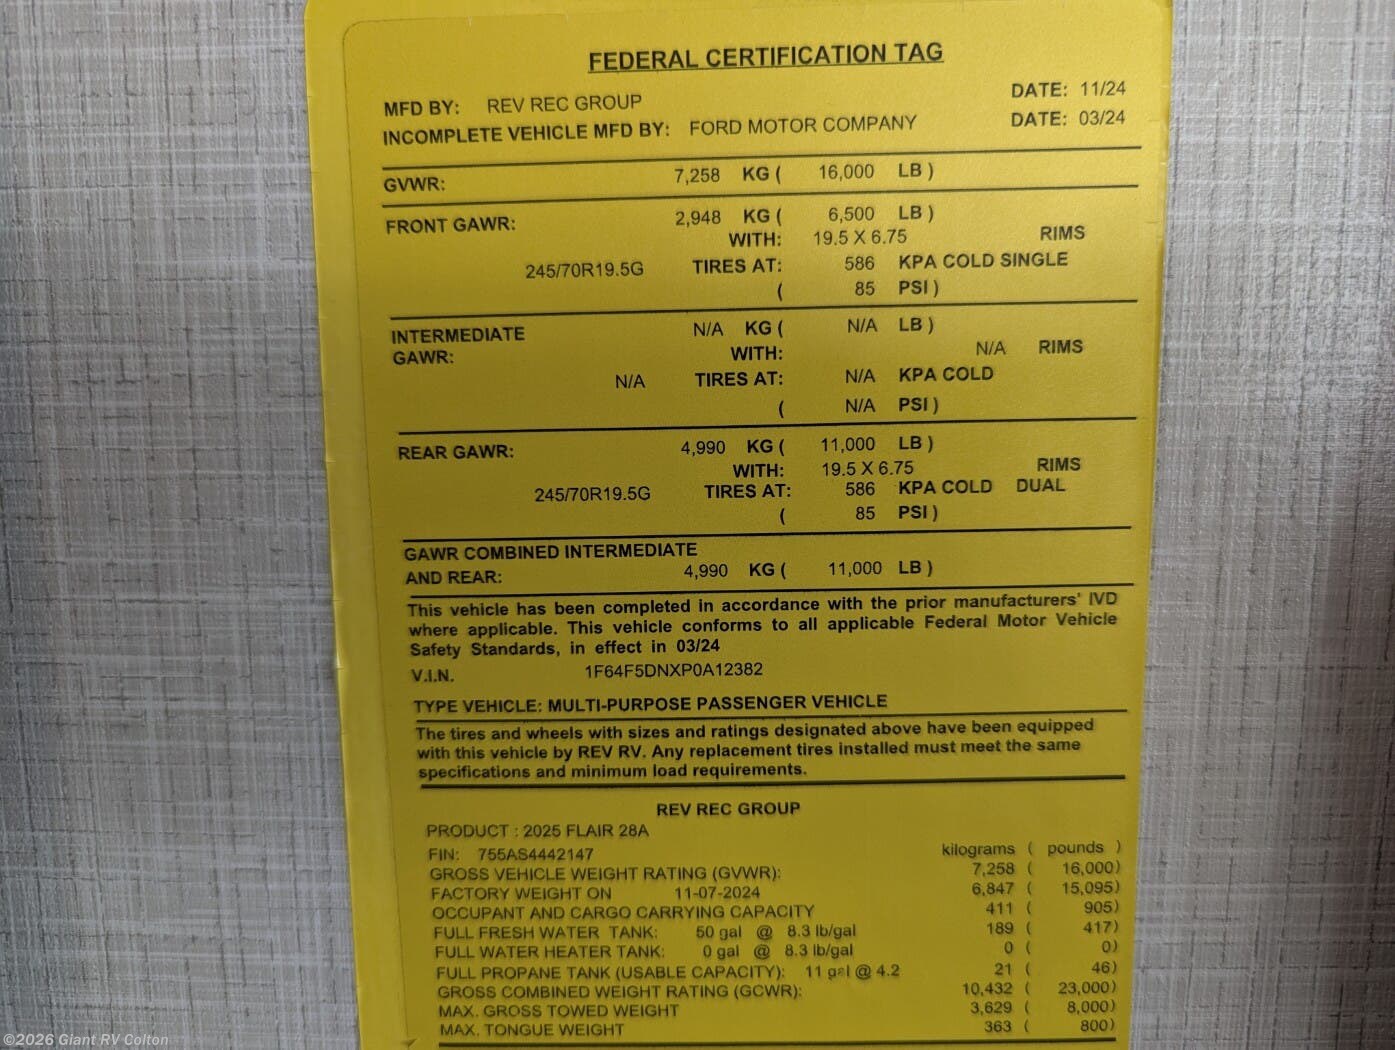 FEDERAL CERTIFICATION TAG
MFD BY: REV REC GROUP DATE: 11/24
INCOMPLETE VEHICLE MFD BY: FORD MOTOR COMPANY DATE: 03/24
GVWR: 7,258 KG ( 16,000 LB )
FRONT GAWR: 2,948 KG ( 6,500 LB )
WITH: 19.5 X 6.75 RIMS
245/70R19.5G TIRES AT: 586 KPA COLD SINGLE
( 85 PSI )
INTERMEDIATE N/A KG ( N/A LB )
GAWR: WITH: N/A RIMS
N/A TIRES AT: N/A KPA COLD
( N/A PSI )
REAR GAWR: 4,990 KG ( 11,000 LB )
WITH: 19.5 X 6.75 RIMS
245/70R19.5G TIRES AT: 586 KPA COLD DUAL
( 85 PSI )
GAWR COMBINED INTERMEDIATE
AND REAR: 4,990 KG ( 11,000 LB )
This vehicle has been completed in accordance with the prior manufacturers' IVD
where applicable. This vehicle conforms to all applicable Federal Motor Vehicle
Safety Standards, in effect in 03/24
V.I.N. 1F64F5DNXP0A12382
TYPE VEHICLE: MULTI-PURPOSE PASSENGER VEHICLE
The tires and wheels with sizes and ratings designated above have been equipped
with this vehicle by REV RV. Any replacement tires installed must meet the same
specifications and minimum load requirements.
REV REC GROUP
PRODUCT : 2025 FLAIR 28A
FIN: 755AS4442147 kilograms ( pounds )
GROSS VEHICLE WEIGHT RATING (GVWR): 7,258 ( 16,000)
FACTORY WEIGHT ON 11-07-2024 6,847 ( 15,095)
OCCUPANT AND CARGO CARRYING CAPACITY 411 ( 905)
FULL FRESH WATER TANK: 50 gal @ 8.3 lb/gal 189 ( 417)
FULL WATER HEATER TANK: 0 gal @ 8.3 lb/gal 0 ( 0)
FULL PROPANE TANK (USABLE CAPACITY): 11 gal @ 4.2 21 ( 46)
GROSS COMBINED WEIGHT RATING (GCWR): 10,432 ( 23,000)
MAX. GROSS TOWED WEIGHT 3,629 ( 8,000)
MAX. TONGUE WEIGHT 363 ( 800)
©2026 Giant RV Colton